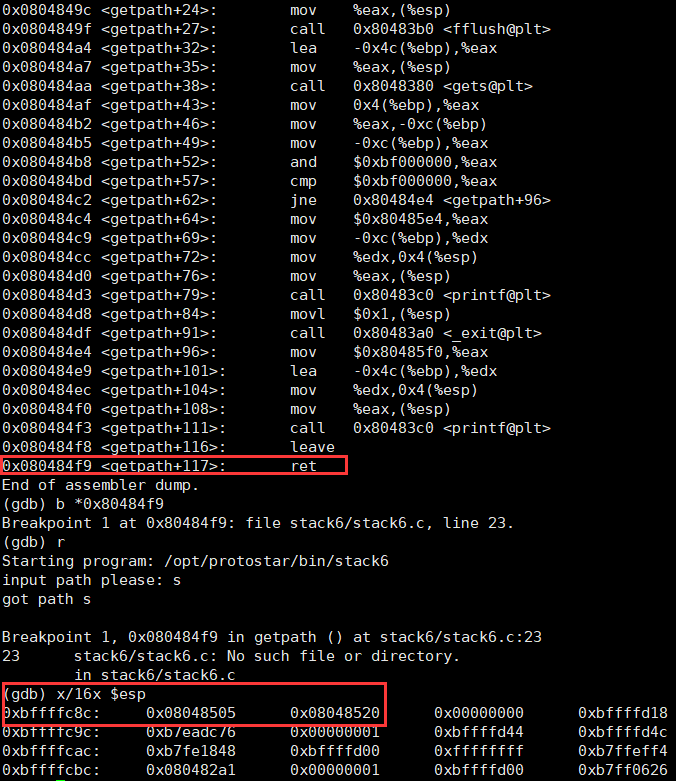 0x0804849c <getpath+24>:        mov    %eax,(%esp)
0x0804849f <getpath+27>:        call   0x80483b0 <fflush@plt>
0x080484a4 <getpath+32>:        lea    -0x4c(%ebp),%eax
0x080484a7 <getpath+35>:        mov    %eax,(%esp)
0x080484aa <getpath+38>:        call   0x8048380 <gets@plt>
0x080484af <getpath+43>:        mov    0x4(%ebp),%eax
0x080484b2 <getpath+46>:        mov    %eax,-0xc(%ebp)
0x080484b5 <getpath+49>:        mov    -0xc(%ebp),%eax
0x080484b8 <getpath+52>:        and    $0xbf000000,%eax
0x080484bd <getpath+57>:        cmp    $0xbf000000,%eax
0x080484c2 <getpath+62>:        jne    0x80484e4 <getpath+96>
0x080484c4 <getpath+64>:        mov    $0x80485e4,%eax
0x080484c9 <getpath+69>:        mov    -0xc(%ebp),%edx
0x080484cc <getpath+72>:        mov    %edx,0x4(%esp)
0x080484d0 <getpath+76>:        mov    %eax,(%esp)
0x080484d3 <getpath+79>:        call   0x80483c0 <printf@plt>
0x080484d8 <getpath+84>:        movl   $0x1,(%esp)
0x080484df <getpath+91>:        call   0x80483a0 <_exit@plt>
0x080484e4 <getpath+96>:        mov    $0x80485f0,%eax
0x080484e9 <getpath+101>:       lea    -0x4c(%ebp),%edx
0x080484ec <getpath+104>:       mov    %edx,0x4(%esp)
0x080484f0 <getpath+108>:       mov    %eax,(%esp)
0x080484f3 <getpath+111>:       call   0x80483c0 <printf@plt>
0x080484f8 <getpath+116>:       leave
0x080484f9 <getpath+117>:       ret
End of assembler dump.
(gdb) b *0x80484f9
Breakpoint 1 at 0x80484f9: file stack6/stack6.c, line 23.
(gdb) r
Starting program: /opt/protostar/bin/stack6
input path please: s
got path s
Breakpoint 1, 0x080484f9 in getpath () at stack6/stack6.c:23
23      stack6/stack6.c: No such file or directory.
        in stack6/stack6.c
(gdb) x/16x $esp
0xbffffc8c:     0x08048505      0x08048520      0x00000000      0xbffffd18
0xbffffc9c:     0xb7eadc76      0x00000001      0xbffffd44      0xbffffd4c
0xbffffcac:     0xb7fe1848      0xbffffd00      0xffffffff      0xb7ffeff4
0xbffffcbc:     0x080482a1      0x00000001      0xbffffd00      0xb7ff0626